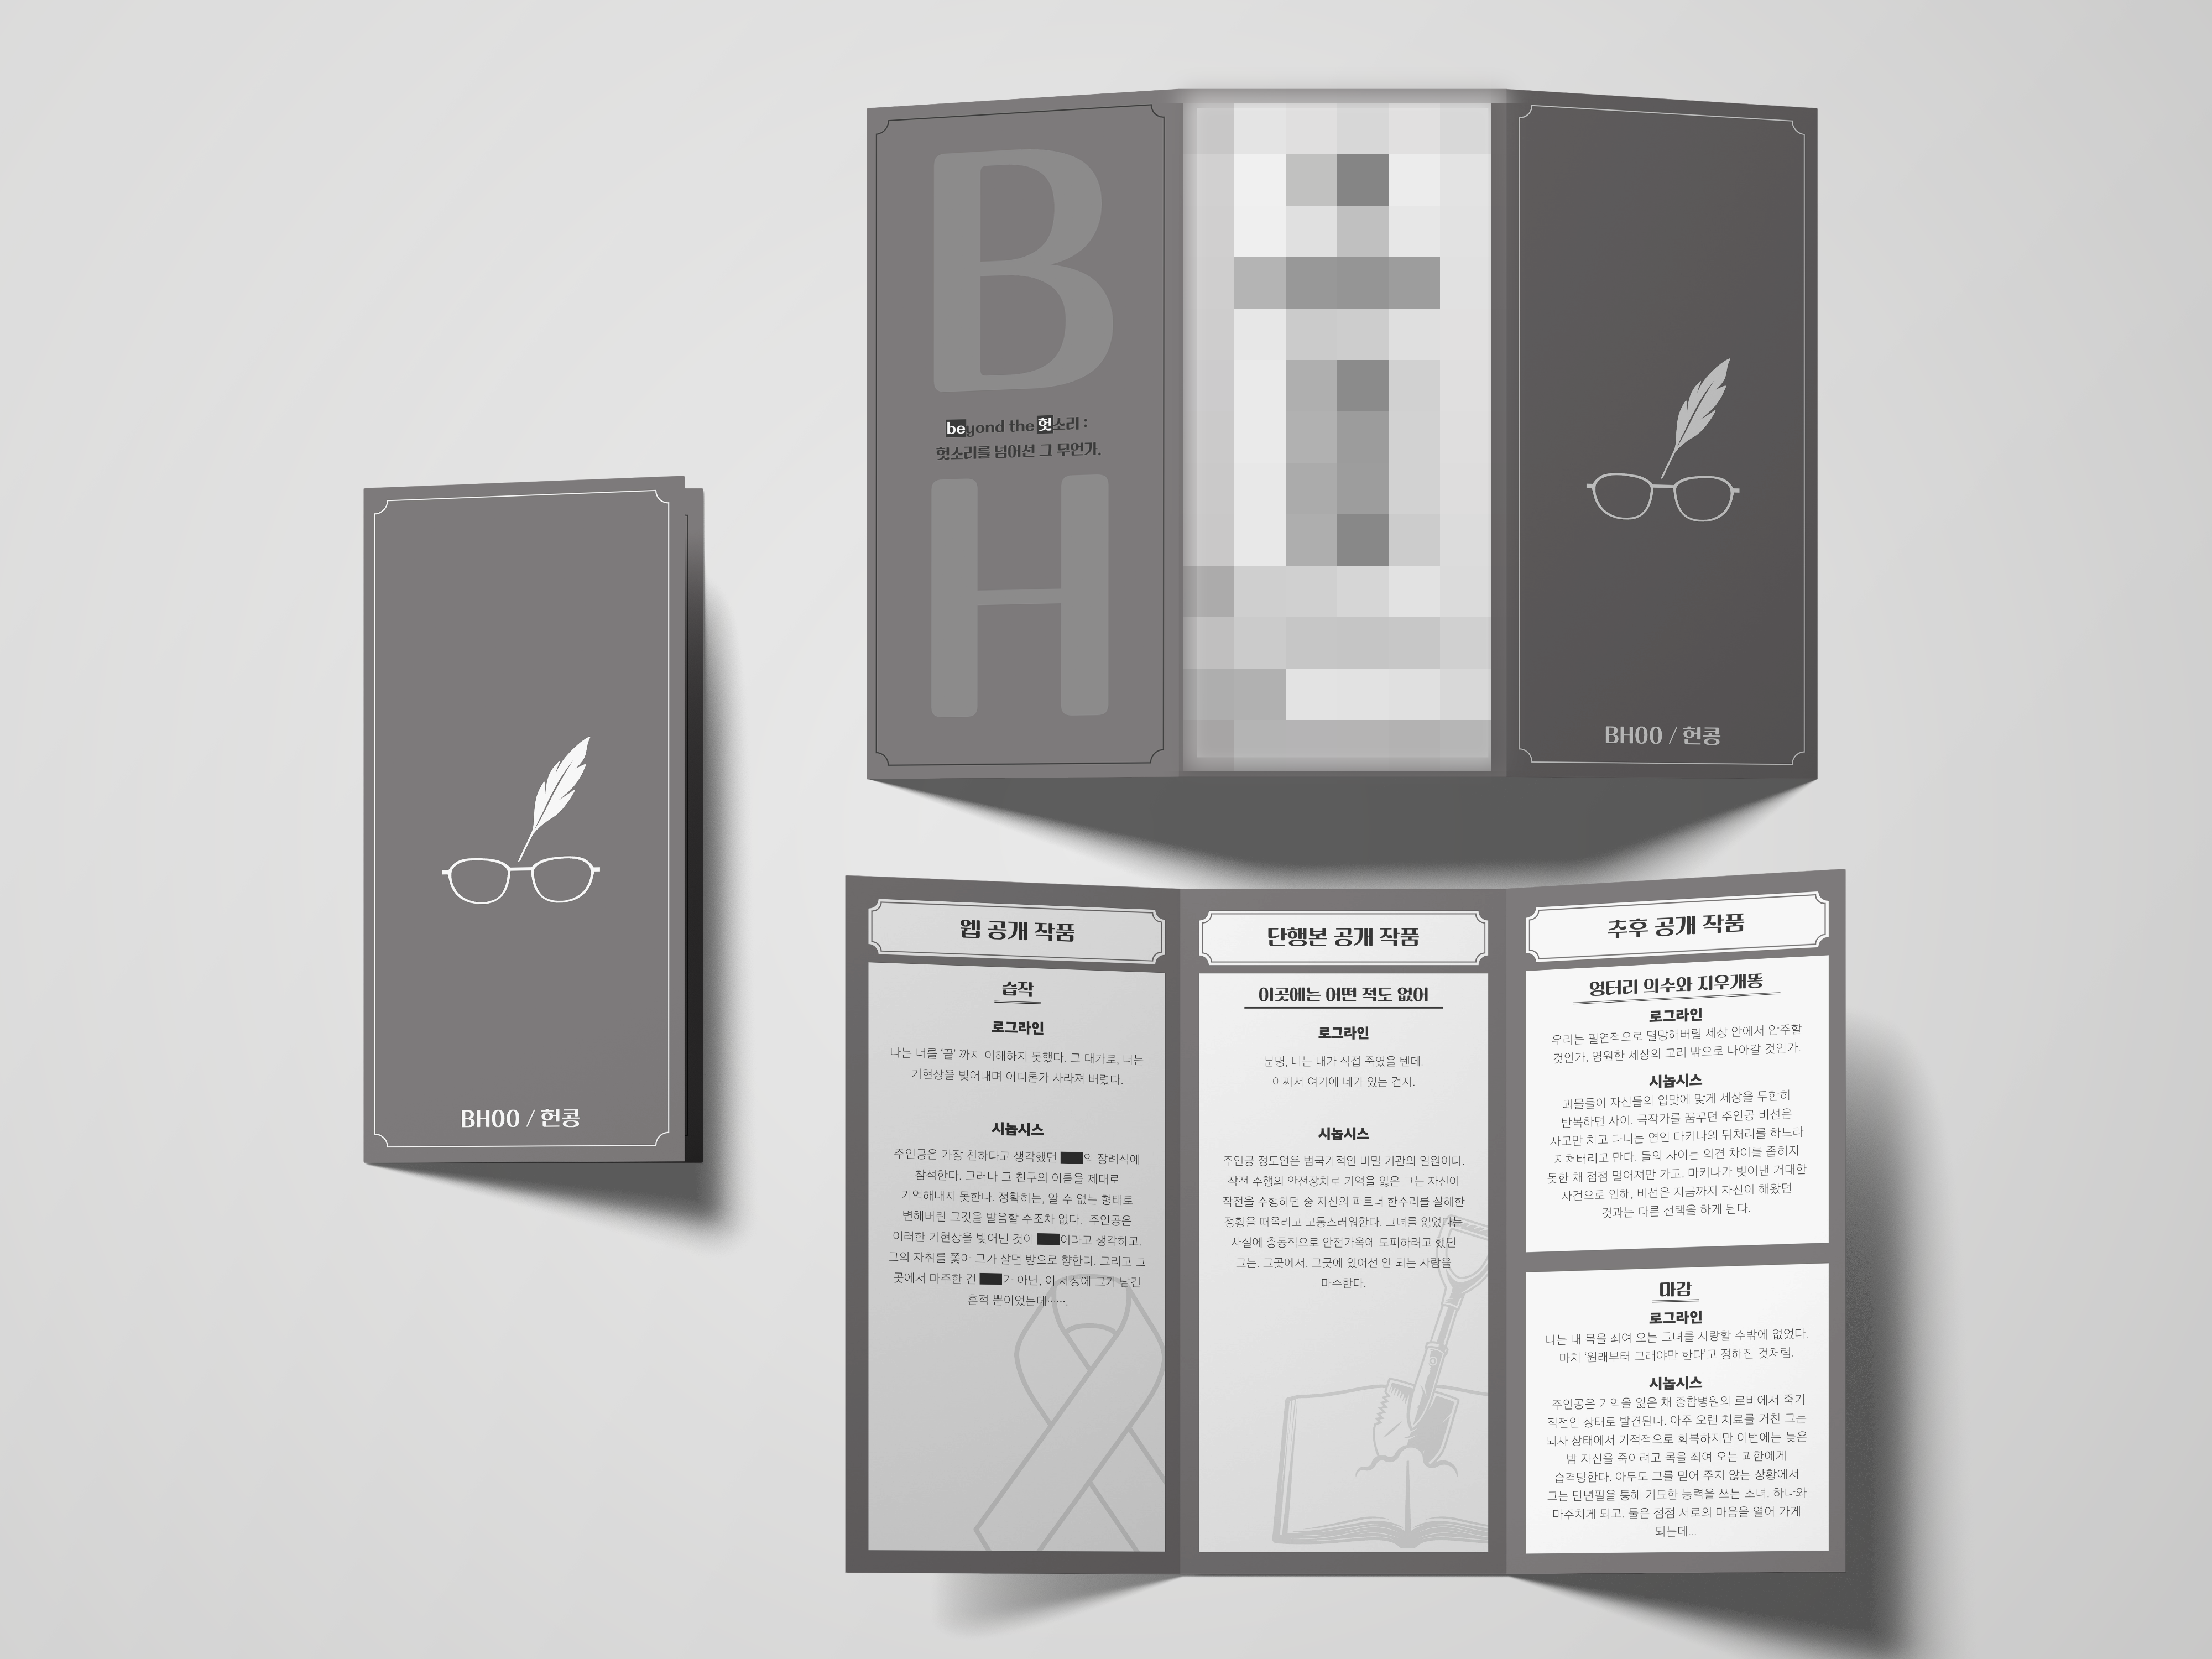 BHOO / 헌콩
B
beyond the 헛소리 :
헛소리를 넘어선 그 무언가.
H
BHOO / 헌콩
웹 공개 작품
습작
로그라인
나는 너를 '끝' 까지 이해하지 못했다. 그 대가로, 너는
기현상을 빚어내며 어디론가 사라져 버렸다.
시놉시스
주인공은 가장 친하다고 생각했던 의 장례식에
참석한다. 그러나 그 친구의 이름을 제대로
기억해내지 못한다. 정확히는, 알 수 없는 형태로
변해버린 그것을 발음할 수조차 없다. 주인공은
이러한 기현상을 빚어낸 것이 이라고 생각하고.
그의 자취를 쫓아 그가 살던 방으로 향한다. 그리고 그
곳에서 마주한 건 가 아닌, 이 세상에 그가 남긴
흔적 뿐이었는데…….
단행본 공개 작품
이곳에는 어떤 적도 없어
로그라인
분명, 너는 내가 직접 죽였을 텐데.
어째서 여기에 네가 있는 건지.
시놉시스
주인공 정도언은 범국가적인 비밀 기관의 일원이다.
작전 수행의 안전장치로 기억을 잃은 그는 자신이
작전을 수행하던 중 자신의 파트너 한수리를 살해한
정황을 떠올리고 고통스러워한다. 그녀를 잃었다는
사실에 충동적으로 안전가옥에 도피하려고 했던
그는. 그곳에서. 그곳에 있어선 안 되는 사람을
마주한다.
추후 공개 작품
엉터리 의수와 지우개똥
로그라인
우리는 필연적으로 멸망해버릴 세상 안에서 안주할
것인가, 영원한 세상의 고리 밖으로 나아갈 것인가.
시놉시스
괴물들이 자신들의 입맛에 맞게 세상을 무한히
반복하던 사이. 극작가를 꿈꾸던 주인공 비선은
사고만 치고 다니는 연인 마키나의 뒤처리를 하느라
지쳐버리고 만다. 둘의 사이는 의견 차이를 좁히지
못한 채 점점 멀어져만 가고. 마키나가 빚어낸 거대한
사건으로 인해, 비선은 지금까지 자신이 해왔던
것과는 다른 선택을 하게 된다.
마감
로그라인
나는 내 목을 죄여 오는 그녀를 사랑할 수밖에 없었다.
마치 '원래부터 그래야만 한다'고 정해진 것처럼.
시놉시스
주인공은 기억을 잃은 채 종합병원의 로비에서 죽기
직전인 상태로 발견된다. 아주 오랜 치료를 거친 그는
뇌사 상태에서 기적적으로 회복하지만 이번에는 늦은
밤 자신을 죽이려고 목을 죄여 오는 괴한에게
습격당한다. 아무도 그를 믿어 주지 않는 상황에서
그는 만년필을 통해 기묘한 능력을 쓰는 소녀. 하나와
마주치게 되고. 둘은 점점 서로의 마음을 열어 가게
되는데...